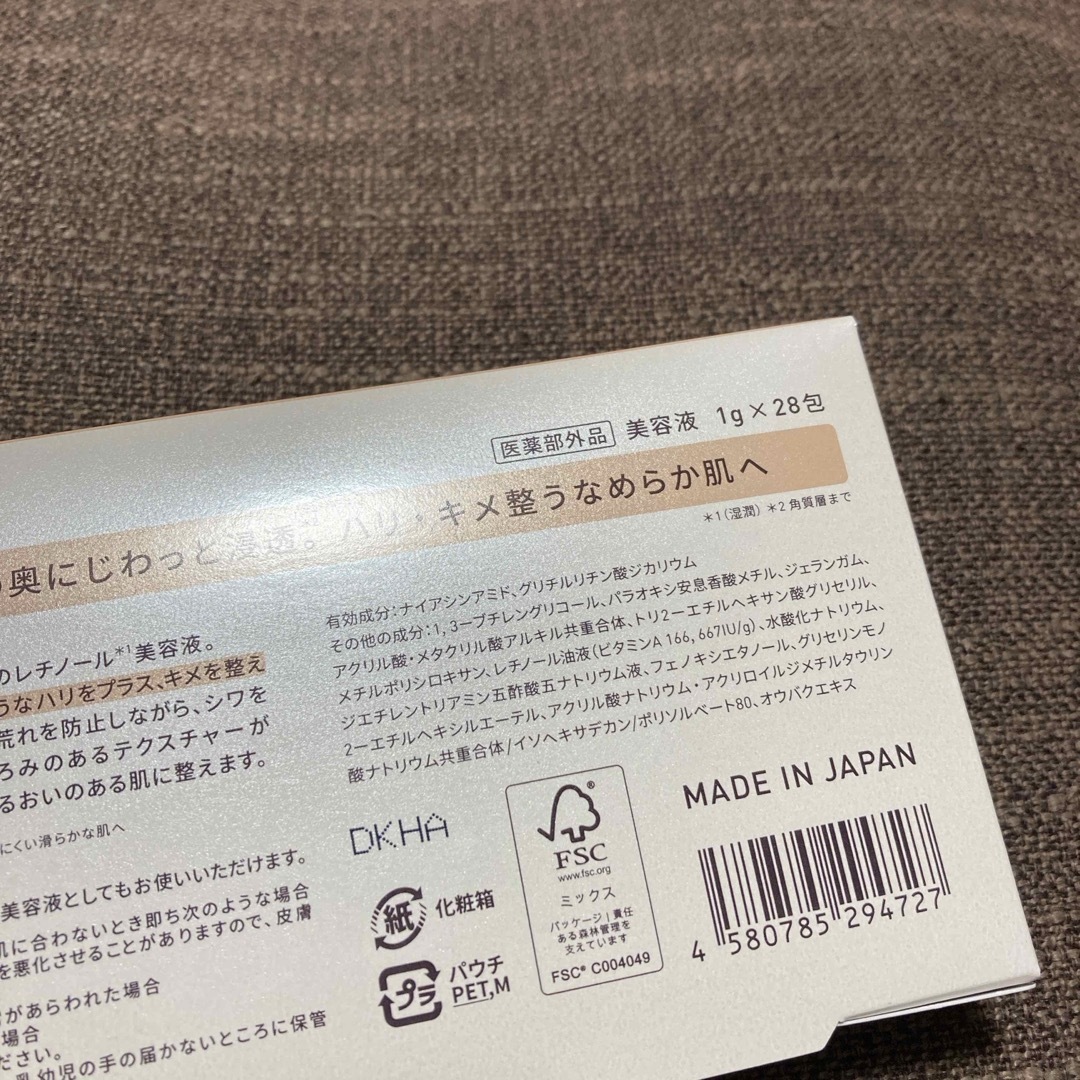 医薬部外品 美容液 1g×28包
奥にじわっと浸透。ハリ・キメ整うなめらか肌へ
*1(湿潤) *2 角質層まで
のレチノール*1美容液。
うなハリをプラス、キメを整え
荒れを防止しながら、シワを
ろみのあるテクスチャーが
るおいのある肌に整えます。
にくい滑らかな肌へ
美容液としてもお使いいただけます。
肌に合わないとき即ち次のような場合
を悪化させることがありますので、皮膚
があらわれた場合
場合
ださい。
乳幼児の手の届かないところに保管
有効成分:ナイアシンアミド、グリチルリチン酸ジカリウム
その他の成分:1,3-ブチレングリコール、パラオキシ安息香酸メチル、ジェランガム、
アクリル酸・メタクリル酸アルキル共重合体、トリ2-エチルヘキサン酸グリセリル、
メチルポリシロキサン、レチノール油液(ビタミンA 166,667IU/g)、水酸化ナトリウム、
ジエチレントリアミン五酢酸五ナトリウム液、フェノキシエタノール、グリセリンモノ
2-エチルヘキシルエーテル、アクリル酸ナトリウム・アクリロイルジメチルタウリン
酸ナトリウム共重合体/イソヘキサデカン/ポリソルベート80、オウバクエキス
DKHA
紙 化粧箱
プラ パウチ
PET,M
FSC
www.fsc.org
ミックス
パッケージ|責任
ある森林管理を
支えています
FSC® C004049
MADE IN JAPAN
4 580785 294727